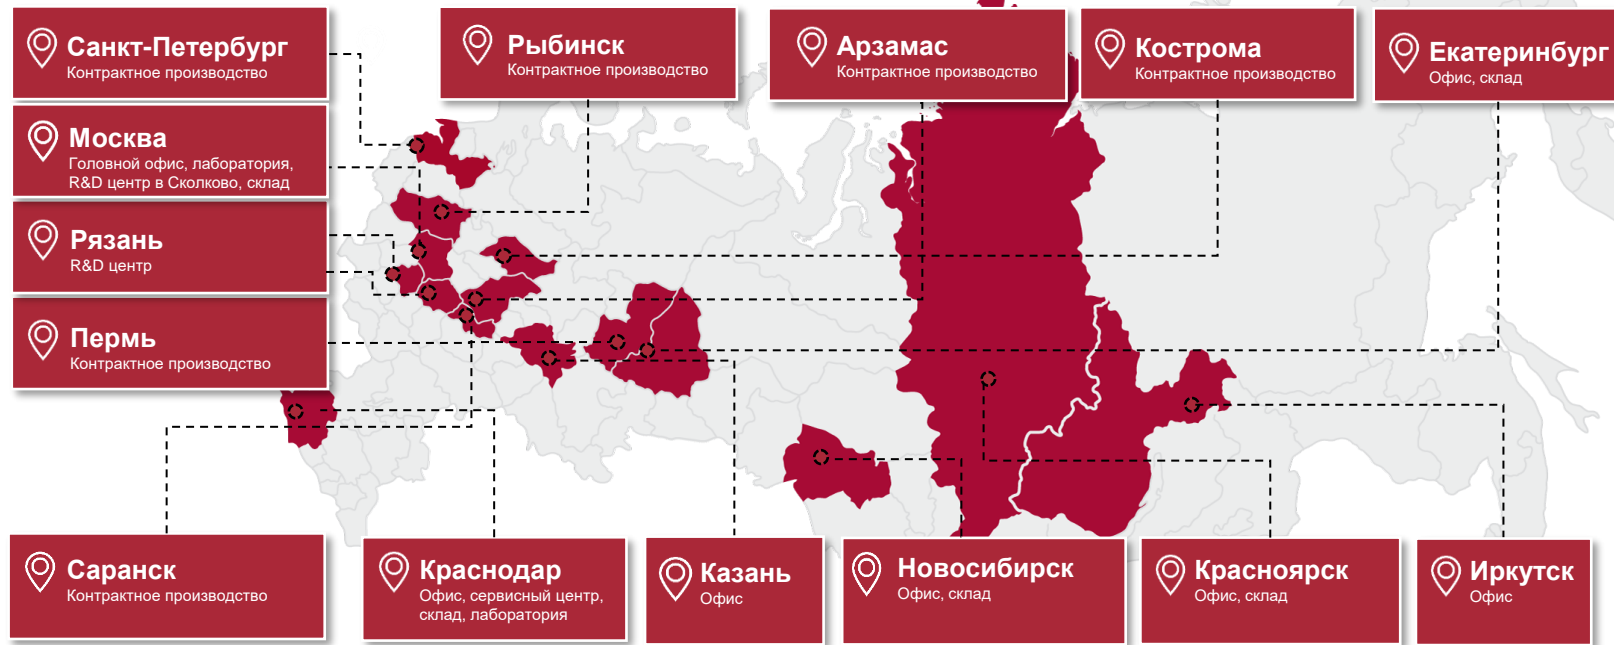 Санкт-Петербург
Контрактное производство
Рыбинск
Контрактное производство
Арзамас
Контрактное производство
Кострома
Контрактное производство
Екатеринбург
Офис, склад
Москва
Головной офис, лаборатория,
R&D центр в Сколково, склад
Рязань
R&D центр
Пермь
Контрактное производство
Саранск
Контрактное производство
Краснодар
Офис, сервисный центр,
склад, лаборатория
Казань
Офис
Новосибирск
Офис, склад
Красноярск
Офис, склад
Иркутск
Офис